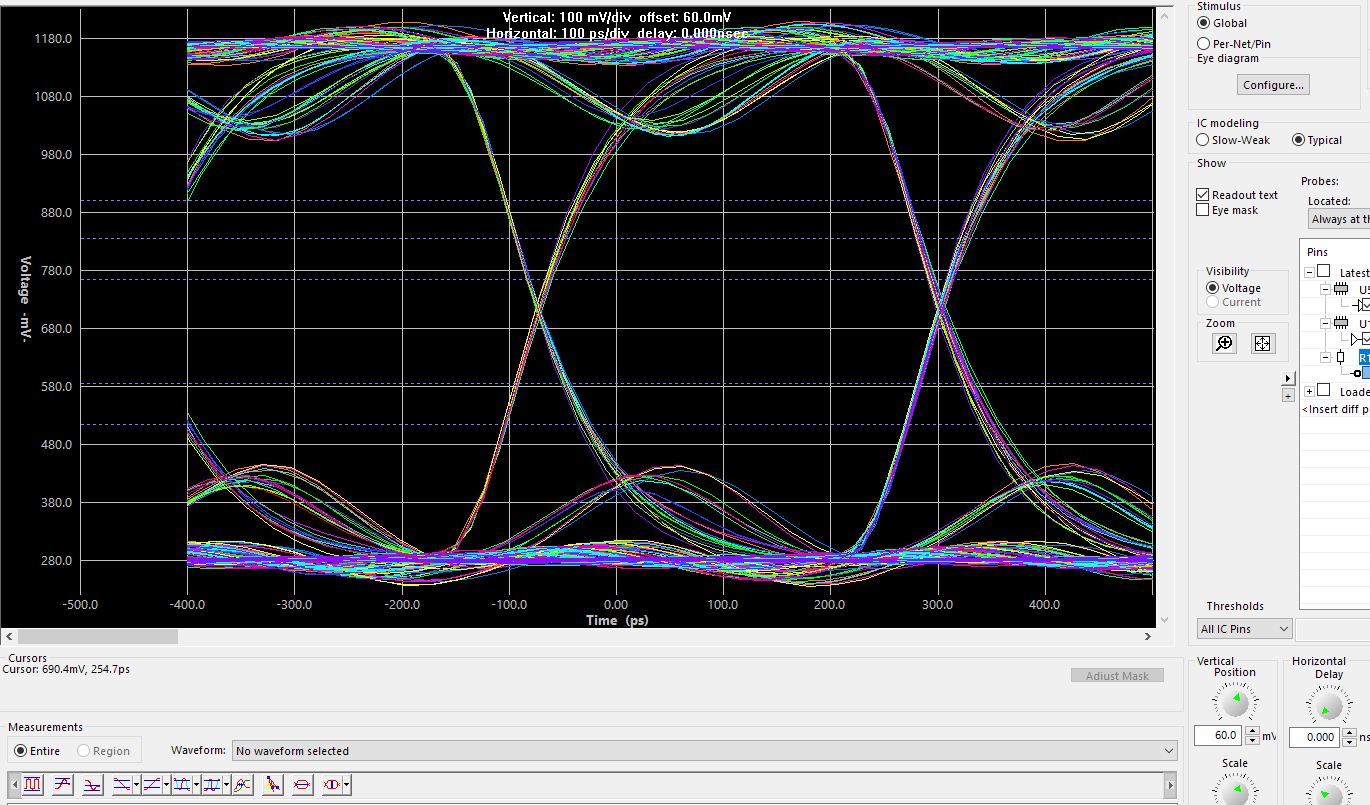 Vertical: 100 mV/div offset: 60.0mV
Horizontal: 100 ps/div delay: 0.000nsec
1180.0
1080.0
980.0
880.0
780.0
680.0
580.0
480.0
380.0
280.0
Voltage -mV-
-500.0 -400.0 -300.0 -200.0 -100.0 0.00 100.0 200.0 300.0 400.0
Time (ps)
Cursors
Cursor: 690.4mV, 254.7ps
Adjust Mask
Measurements
Entire
Region
Waveform: No waveform selected
Stimulus
Global
Per-Net/Pin
Eye diagram
Configure...
IC modeling
Slow-Weak
Typical
Show
Readout text
Eye mask
Probes:
Located:
Always at
Pins
Latest
<Insert diff
Visibility
Voltage
Current
Zoom
Thresholds
All IC Pins
Vertical
Position
60.0
Scale
Horizontal
Delay
0.000
Scale